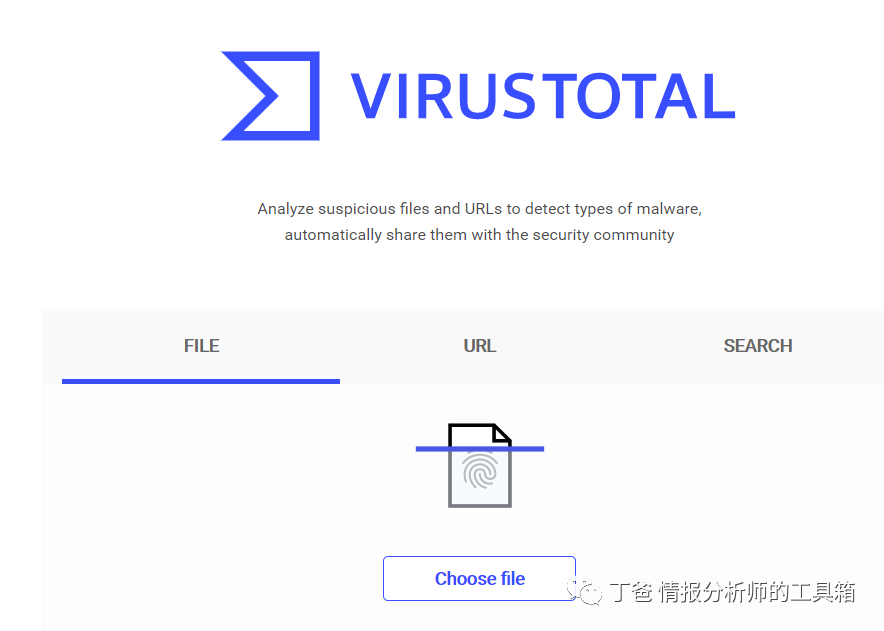 VIRUSTOTAL
Analyze suspicious files and URLs to detect types of malware,
automatically share them with the security community
FILE
URL
SEARCH
Choose file
丁爸 情报分析师的工具箱